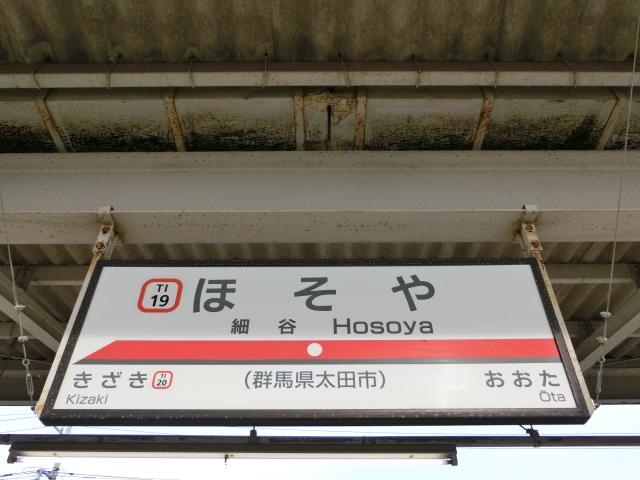 TI
19
ほそや
細谷 Hosoya
きざき TI 20 (群馬県太田市) おおた
Kizaki Ōta